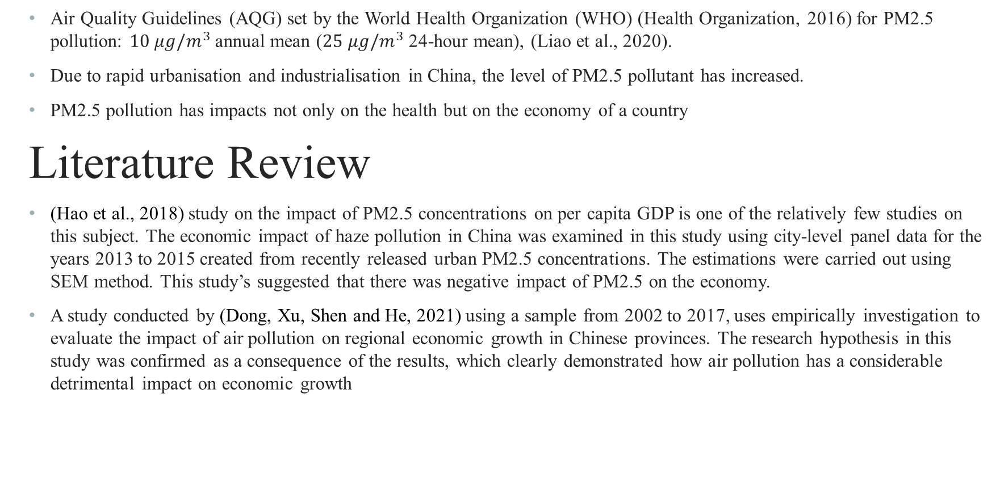 • Air Quality Guidelines (AQG) set by the World Health Organization (WHO) (Health Organization, 2016) for PM2.5
pollution: 10 μg/m³ annual mean (25 μg/m³ 24-hour mean), (Liao et al., 2020).
• Due to rapid urbanisation and industrialisation in China, the level of PM2.5 pollutant has increased.
• PM2.5 pollution has impacts not only on the health but on the economy of a country
Literature Review
• (Hao et al., 2018) study on the impact of PM2.5 concentrations on per capita GDP is one of the relatively few studies on
this subject. The economic impact of haze pollution in China was examined in this study using city-level panel data for the
years 2013 to 2015 created from recently released urban PM2.5 concentrations. The estimations were carried out using
SEM method. This study’s suggested that there was negative impact of PM2.5 on the economy.
• A study conducted by (Dong, Xu, Shen and He, 2021) using a sample from 2002 to 2017, uses empirically investigation to
evaluate the impact of air pollution on regional economic growth in Chinese provinces. The research hypothesis in this
study was confirmed as a consequence of the results, which clearly demonstrated how air pollution has a considerable
detrimental impact on economic growth